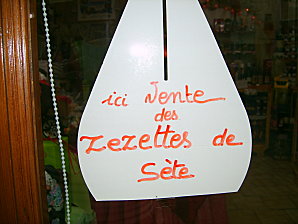 ici Vente
des
Zezettes de
Sète